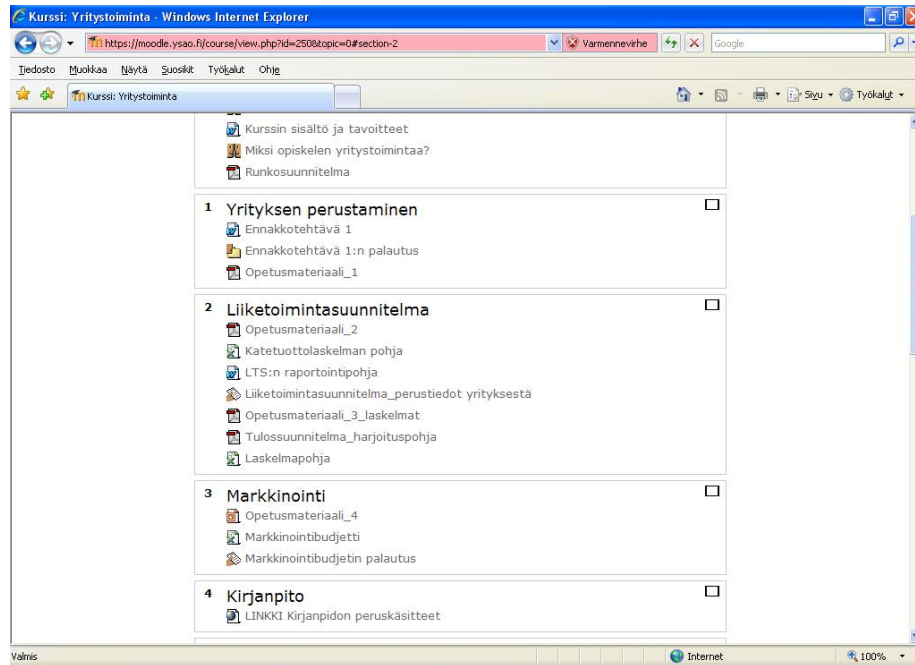 Kurssi: Yritystoiminta - Windows Internet Explorer
https://moodle.ysao.fi/course/view.php?id=250&topic=0#section-2
Varmennevirhe
Google
Tiedosto Muokkaa Näytä Suosikit Työkalut Ohje
Kurssi: Yritystoiminta
Sivu
Työkalut
Kurssin sisältö ja tavoitteet
Miksi opiskelen yritystoimintaa?
Runkosuunnitelma
1 Yrityksen perustaminen
Ennakkotehtävä 1
Ennakkotehtävä 1:n palautus
Opetusmateriaali_1
2 Liiketoimintasuunnitelma
Opetusmateriaali_2
Katetuottolaskelman pohja
LTS:n raportointipohja
Liiketoimintasuunnitelma_perustiedot yrityksestä
Opetusmateriaali_3_laskelmat
Tulossuunnitelma_harjoituspohja
Laskelmapohja
3 Markkinointi
Opetusmateriaali_4
Markkinointibudjetti
Markkinointibudjetin palautus
4 Kirjanpito
LINKKI Kirjanpidon peruskäsitteet
Valmis
Internet
100%